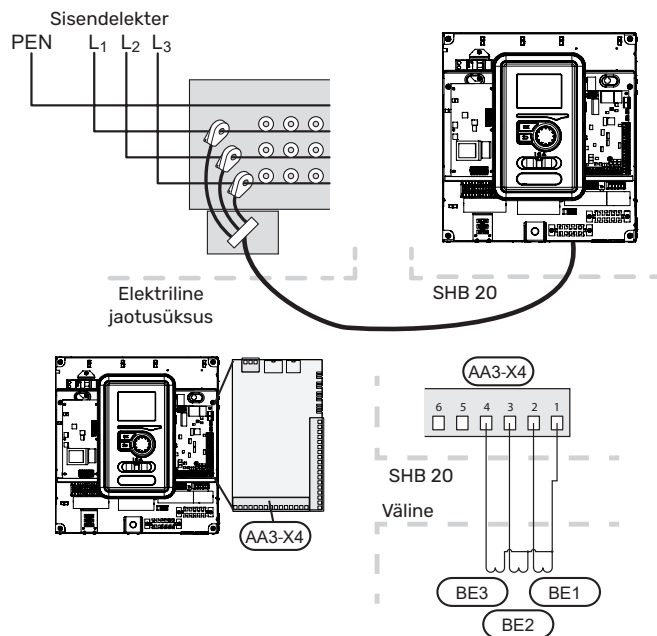 Sisendelekter
PEN L1 L2 L3
Elektriline
jaotusüksus
SHB 20
AA3-X4
AA3-X4
6 5 4 3 2 1
SHB 20
Väline
BE3 BE1
BE2